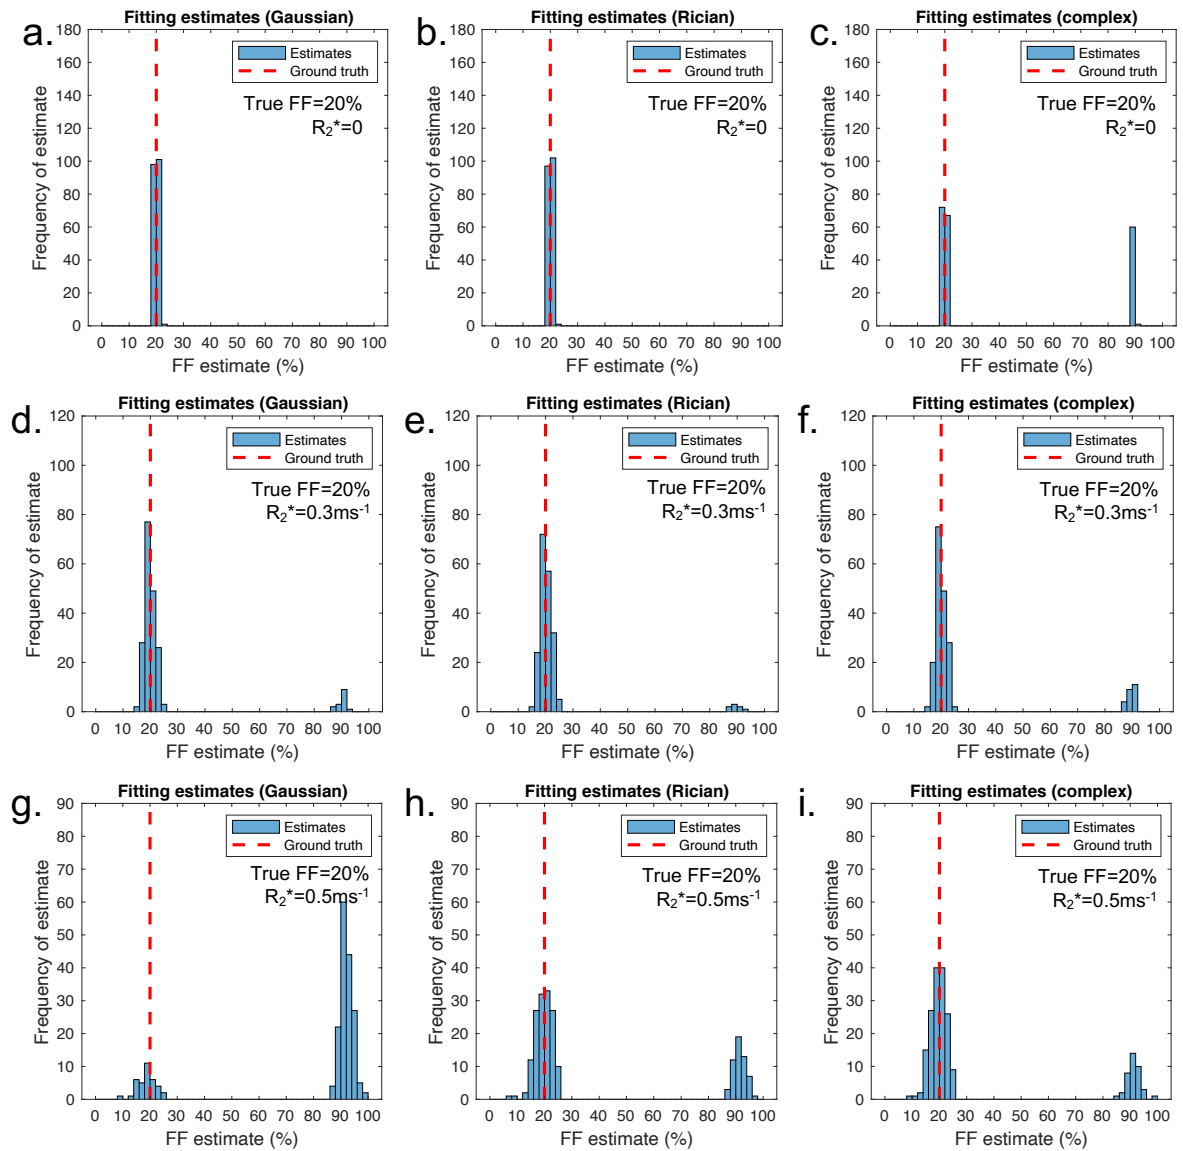 a.
Fitting estimates (Gaussian)
180
160
140
120
100
80
60
40
20
0
Frequency of estimate
Estimates
Ground truth
True FF=20%
R₂*=0
0 10 20 30 40 50 60 70 80 90 100
FF estimate (%)
b.
Fitting estimates (Rician)
180
160
140
120
100
80
60
40
20
0
Frequency of estimate
Estimates
Ground truth
True FF=20%
R₂*=0
0 10 20 30 40 50 60 70 80 90 100
FF estimate (%)
c.
Fitting estimates (complex)
180
160
140
120
100
80
60
40
20
0
Frequency of estimate
Estimates
Ground truth
True FF=20%
R₂*=0
0 10 20 30 40 50 60 70 80 90 100
FF estimate (%)
d.
Fitting estimates (Gaussian)
120
100
80
60
40
20
0
Frequency of estimate
Estimates
Ground truth
True FF=20%
R₂*=0.3ms⁻¹
0 10 20 30 40 50 60 70 80 90 100
FF estimate (%)
e.
Fitting estimates (Rician)
120
100
80
60
40
20
0
Frequency of estimate
Estimates
Ground truth
True FF=20%
R₂*=0.3ms⁻¹
0 10 20 30 40 50 60 70 80 90 100
FF estimate (%)
f.
Fitting estimates (complex)
120
100
80
60
40
20
0
Frequency of estimate
Estimates
Ground truth
True FF=20%
R₂*=0.3ms⁻¹
0 10 20 30 40 50 60 70 80 90 100
FF estimate (%)
g.
Fitting estimates (Gaussian)
90
80
70
60
50
40
30
20
10
0
Frequency of estimate
Estimates
Ground truth
True FF=20%
R₂*=0.5ms⁻¹
0 10 20 30 40 50 60 70 80 90 100
FF estimate (%)
h.
Fitting estimates (Rician)
90
80
70
60
50
40
30
20
10
0
Frequency of estimate
Estimates
Ground truth
True FF=20%
R₂*=0.5ms⁻¹
0 10 20 30 40 50 60 70 80 90 100
FF estimate (%)
i.
Fitting estimates (complex)
90
80
70
60
50
40
30
20
10
0
Frequency of estimate
Estimates
Ground truth
True FF=20%
R₂*=0.5ms⁻¹
0 10 20 30 40 50 60 70 80 90 100
FF estimate (%)